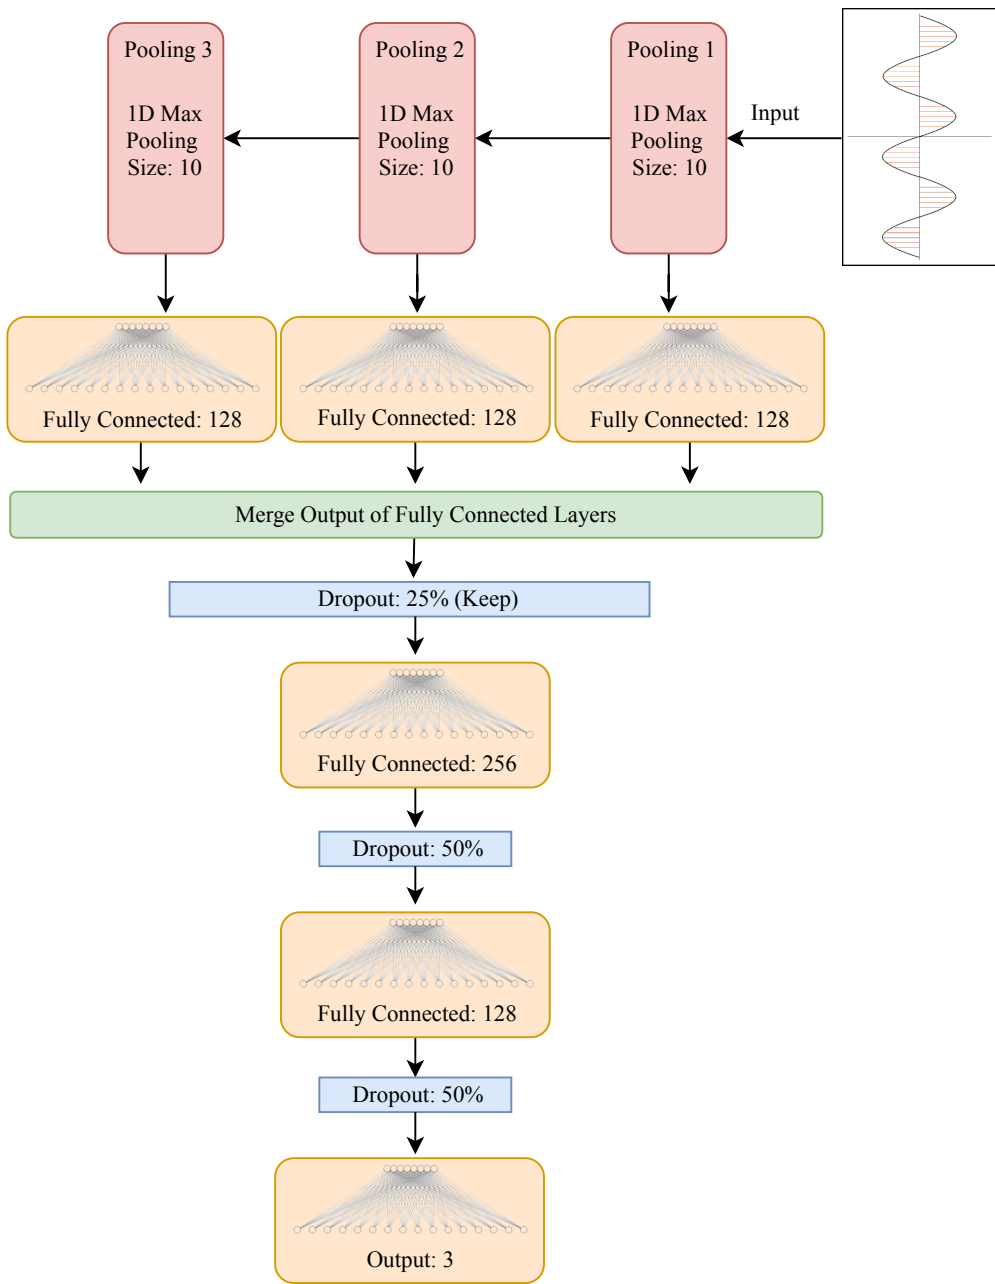 Pooling 3
1D Max
Pooling
Size: 10
Pooling 2
1D Max
Pooling
Size: 10
Pooling 1
1D Max
Pooling
Size: 10
Input
Fully Connected: 128
Fully Connected: 128
Fully Connected: 128
Merge Output of Fully Connected Layers
Dropout: 25% (Keep)
Fully Connected: 256
Dropout: 50%
Fully Connected: 128
Dropout: 50%
Output: 3